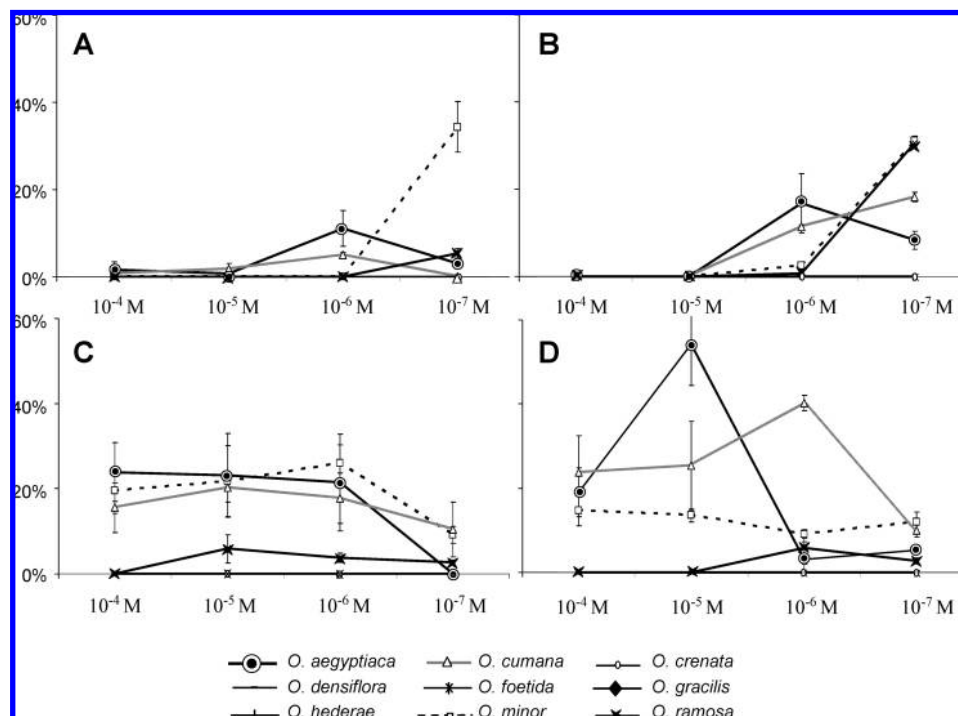 60%
A
B
40%
20%
0%
10⁻⁴ M 10⁻⁵ M 10⁻⁶ M 10⁻⁷ M
10⁻⁴ M 10⁻⁵ M 10⁻⁶ M 10⁻⁷ M
60%
C
D
40%
20%
0%
10⁻⁴ M 10⁻⁵ M 10⁻⁶ M 10⁻⁷ M
10⁻⁴ M 10⁻⁵ M 10⁻⁶ M 10⁻⁷ M
O. aegyptiaca O. cumana O. crenata
O. densiflora O. foetida O. gracilis
O. hederae O. minor O. ramosa